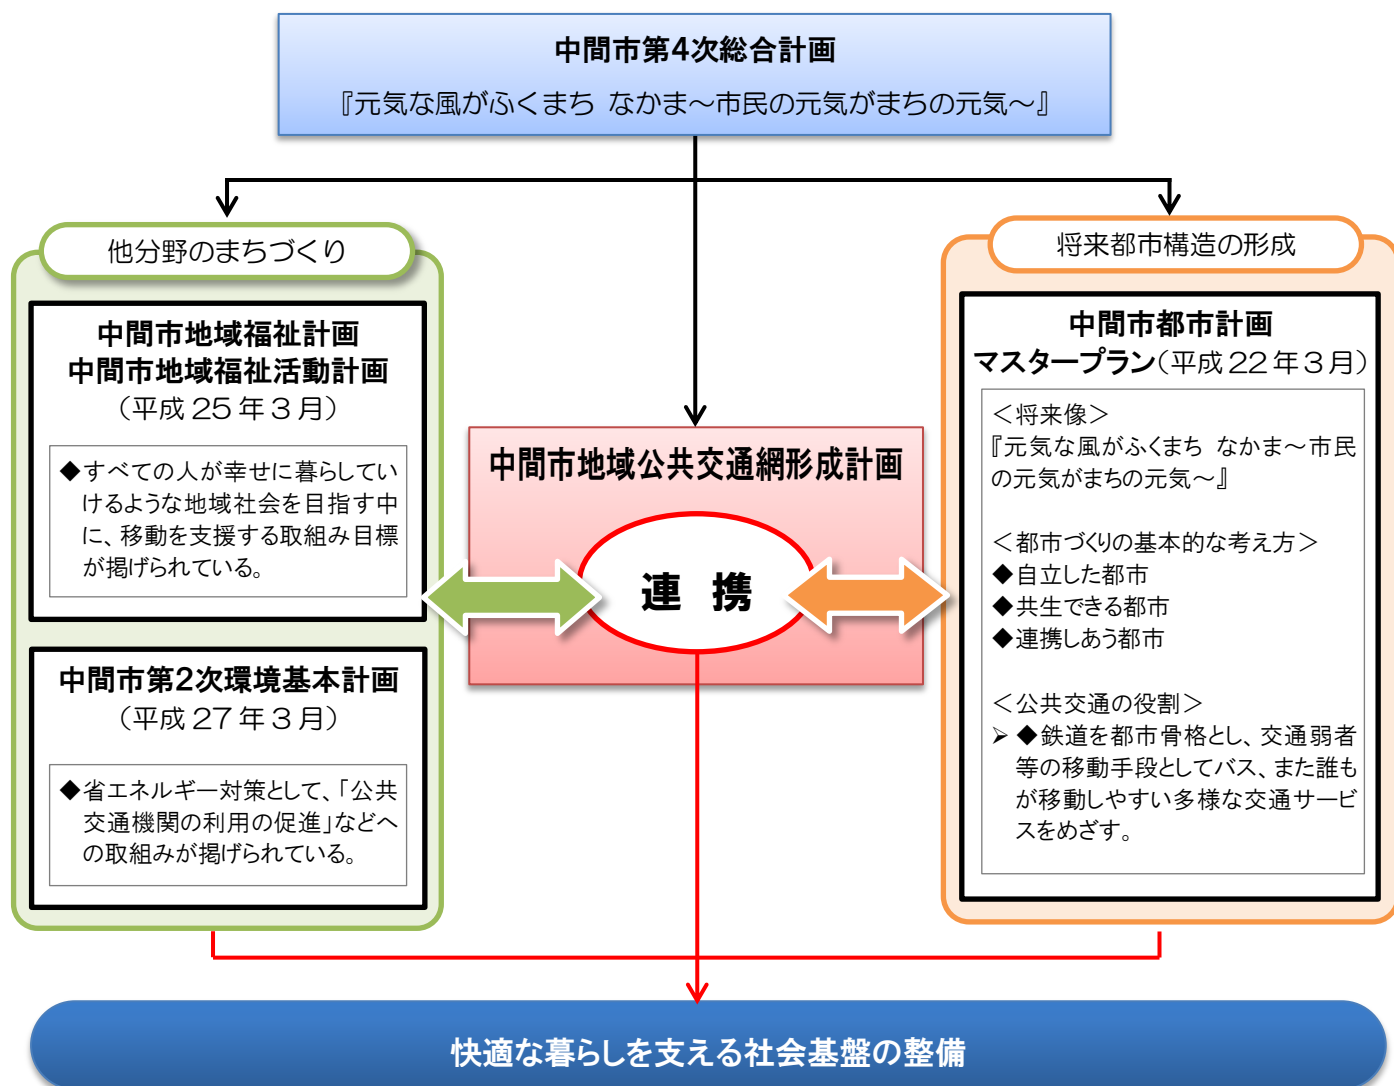 中間市第4次総合計画
『元気な風がふくまち なかま～市民の元気がまちの元気～』
他分野のまちづくり
中間市地域福祉計画
中間市地域福祉活動計画
（平成 25 年 3 月）
◆すべての人が幸せに暮らしてい
けるような地域社会を目指す中
に、移動を支援する取組み目標
が掲げられている。
中間市第2次環境基本計画
（平成 27 年 3 月）
◆省エネルギー対策として、「公共
交通機関の利用の促進」などへ
の取組みが掲げられている。
中間市地域公共交通網形成計画
連 携
将来都市構造の形成
中間市都市計画
マスタープラン（平成 22 年 3 月）
＜将来像＞
『元気な風がふくまち なかま～市民
の元気がまちの元気～』
＜都市づくりの基本的な考え方＞
◆自立した都市
◆共生できる都市
◆連携しあう都市
＜公共交通の役割＞
➢ ◆鉄道を都市骨格とし、交通弱者
等の移動手段としてバス、また誰も
が移動しやすい多様な交通サービ
スをめざす。
快適な暮らしを支える社会基盤の整備